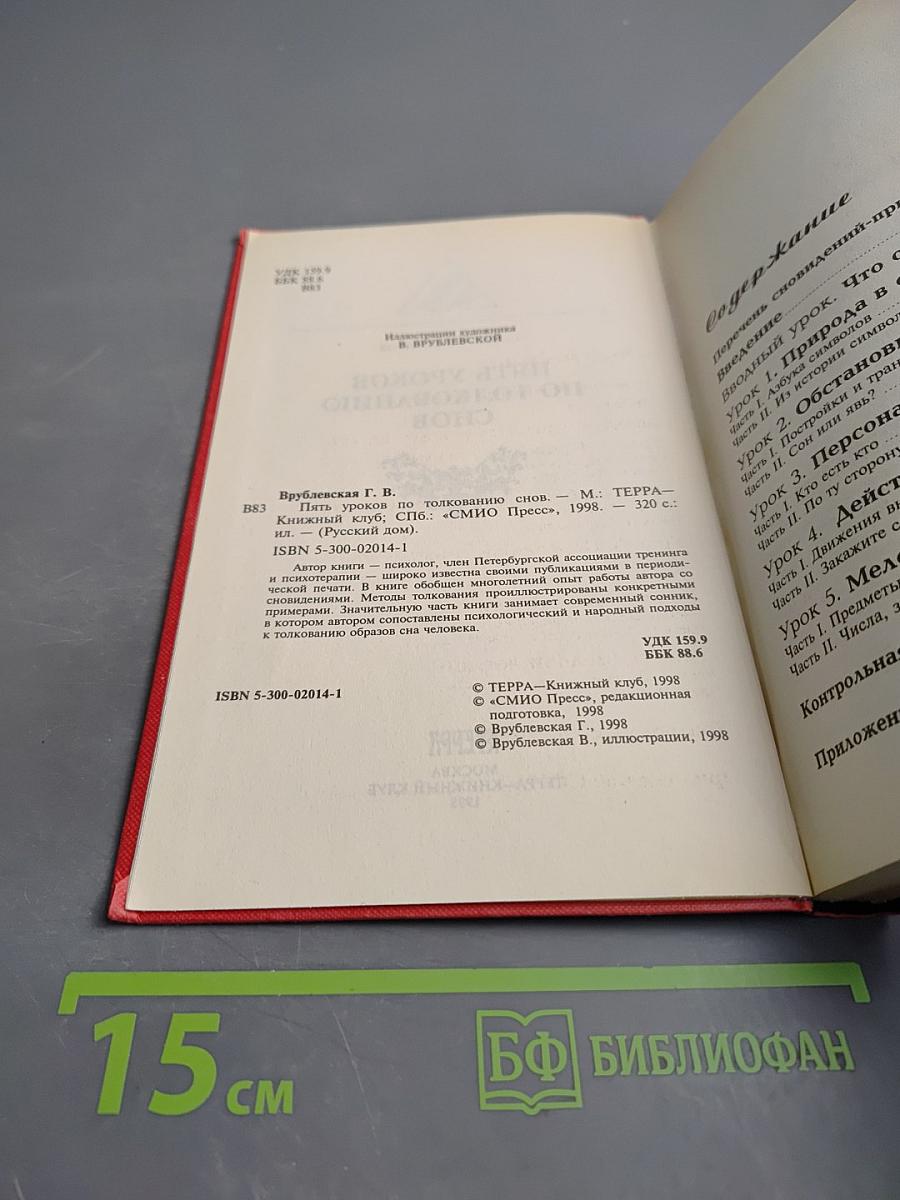 УДК 159.9
ББК 88.6
В83
Иллюстрации художника
В. ВРУБЛЕВСКОЙ
Врублевская Г. В.
В83 Пять уроков по толкованию снов. — М.: ТЕРРА—
Книжный клуб; СПб.: «СМИО Пресс», 1998. — 320 с.:
ил. — (Русский дом).
ISBN 5-300-02014-1
Автор книги — психолог, член Петербургской ассоциации тренинга
и психотерапии — широко известна своими публикациями в периоди-
ческой печати. В книге обобщен многолетний опыт работы автора со
сновидениями. Методы толкования проиллюстрированы конкретными
примерами. Значительную часть книги занимает современный сонник,
в котором автором сопоставлены психологический и народный подходы
к толкованию образов сна человека.
УДК 159.9
ББК 88.6
ISBN 5-300-02014-1
© ТЕРРА—Книжный клуб, 1998
© «СМИО Пресс», редакционная
подготовка, 1998
© Врублевская Г., 1998
© Врублевская В., иллюстрации, 1998
Содержание
Перечень сновидений-
Введение
Вводный урок. Что
Урок 1. Природа в
Часть I. Азбука символов
Часть II. Из истории
Урок 2.
Часть I. Постройки и
Часть II. Сон или явь?
Урок 3.
Часть I. Кто есть кто
Часть II. По ту сторону
Урок 4.
Часть I. Движения
Часть II. Закажите
Урок 5.
Часть I. Предметы
Часть II. Числа,
Контрольная
15 см
БФ БИБЛИОФАН